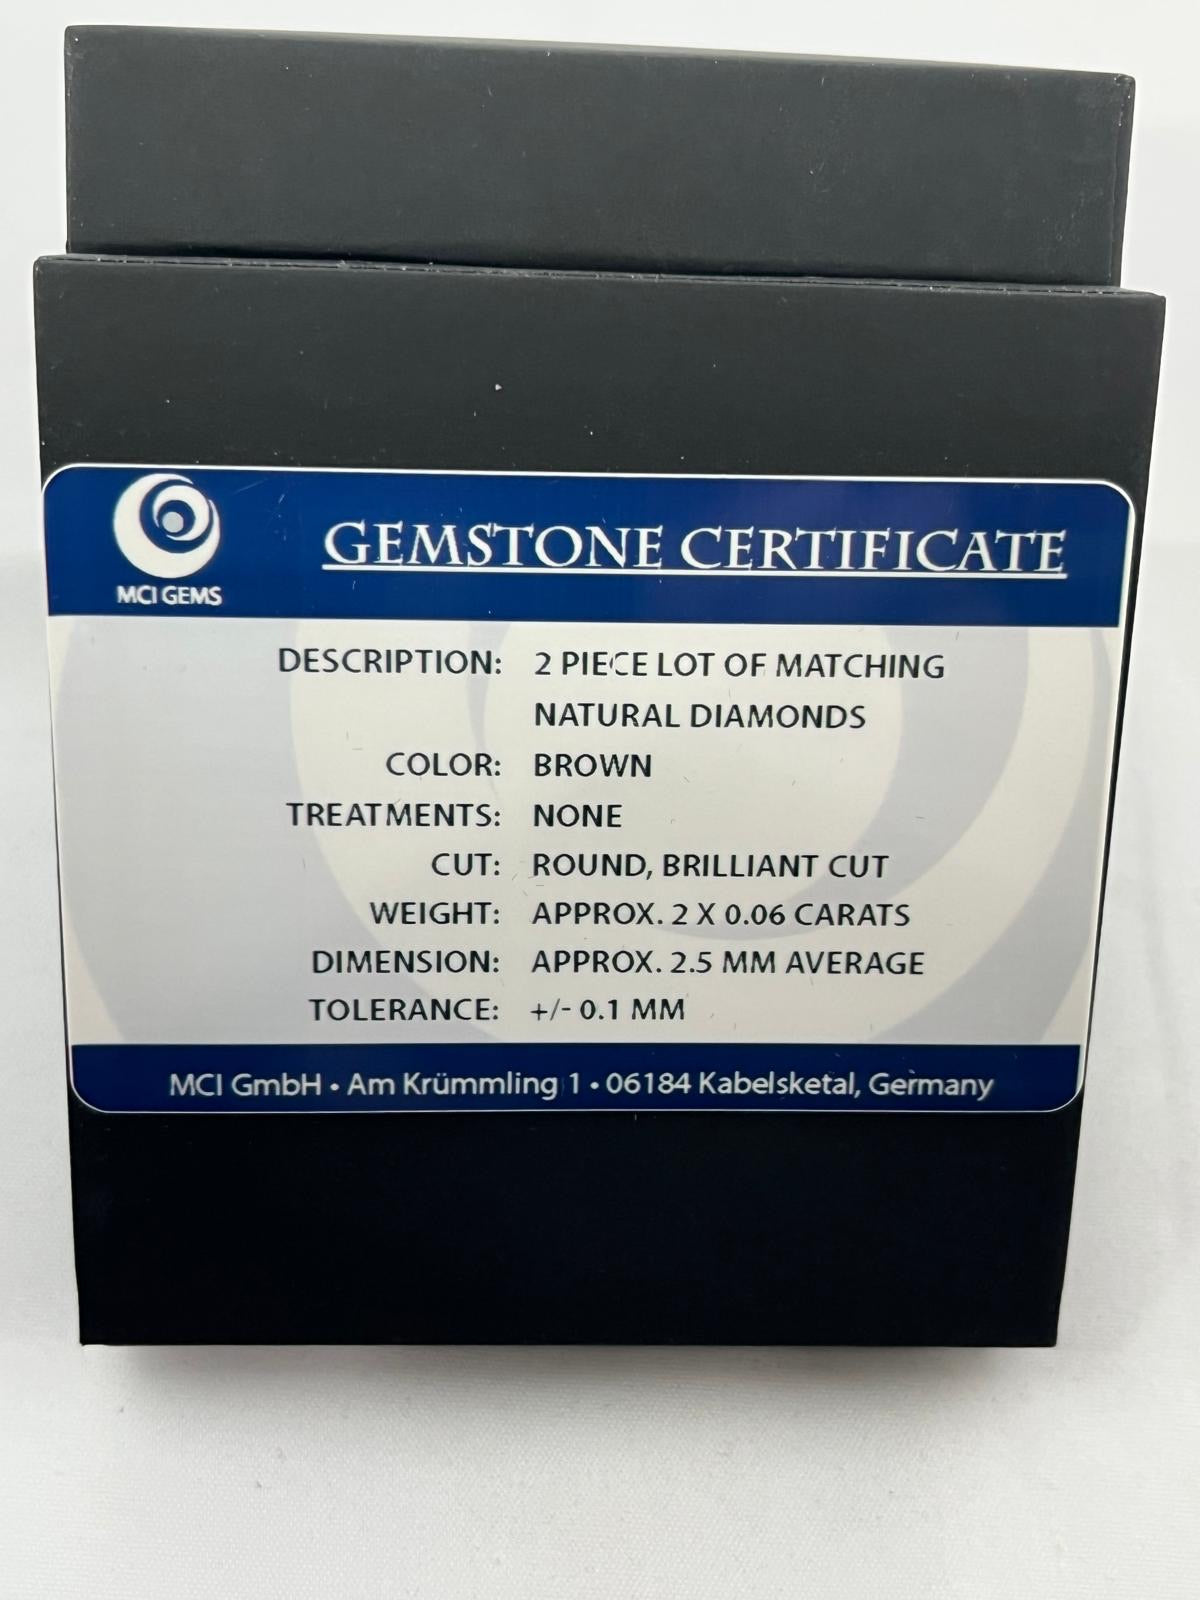 MCI GEMS
GEMSTONE CERTIFICATE
DESCRIPTION: 2 PIECE LOT OF MATCHING
NATURAL DIAMONDS
COLOR: BROWN
TREATMENTS: NONE
CUT: ROUND, BRILLIANT CUT
WEIGHT: APPROX. 2 X 0.06 CARATS
DIMENSION: APPROX. 2.5 MM AVERAGE
TOLERANCE: +/- 0.1 MM
MCI GmbH • Am Krümmling 1 • 06184 Kabelsketal, Germany